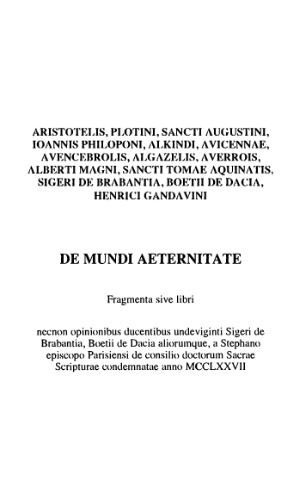 ARISTOTELIS, PLOTINI, SANCTI AUGUSTINI,
IOANNIS PHILOPONI, ALKINDI, AVICENNAE,
AVENCEBROLIS, ALGAZELIS, AVERROIS,
ALBERTI MAGNI, SANCTI TOMAE AQUINATIS,
SIGERI DE BRABANTIA, BOETII DE DACIA,
HENRICI GANDAVINI
DE MUNDI AETERNITATE
Fragmenta sive libri
necnon opinionibus ducentibus undeviginti Sigeri de
Brabantia, Boetii de Dacia aliorumque, a Stephano
episcopo Parisiensi de consilio doctorum Sacrae
Scripturae condemnatae anno MCCLXXVII